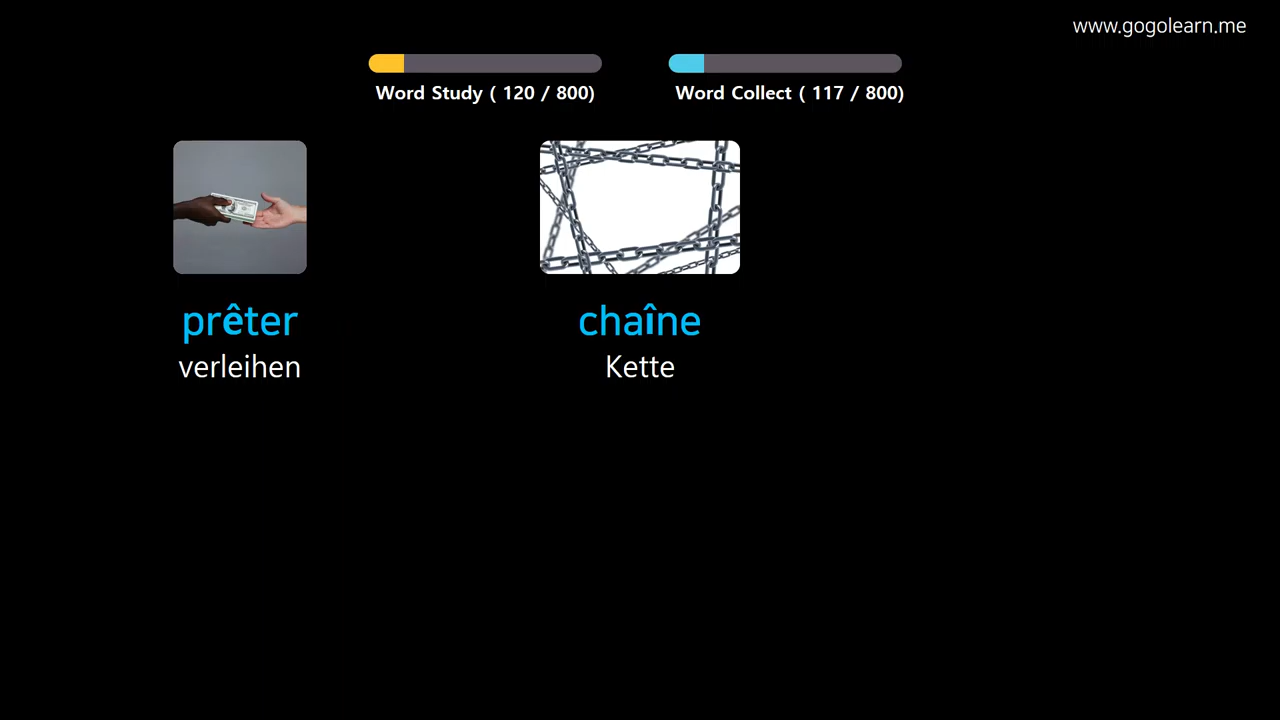 www.gogolearn.me
Word Study ( 120 / 800)
Word Collect ( 117 / 800)
prêter
verleihen
chaîne
Kette